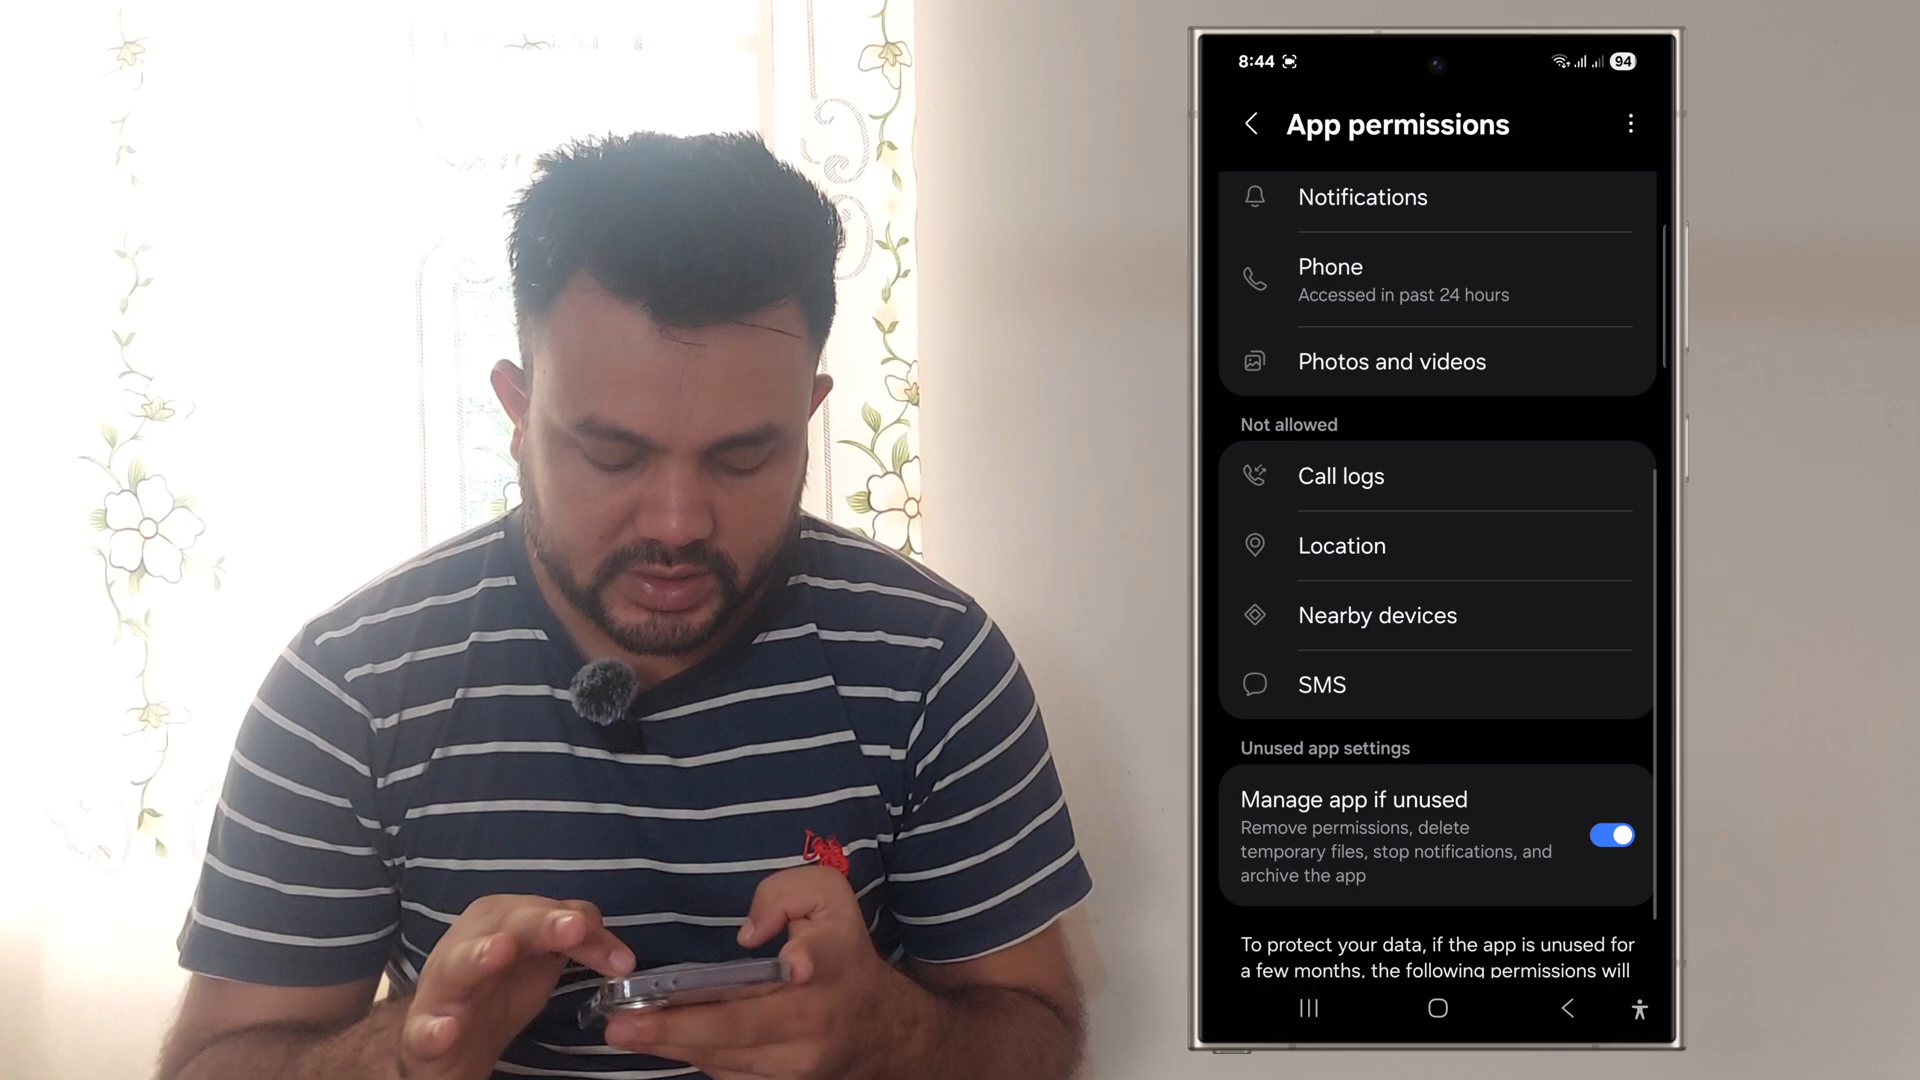 8:44
94
App permissions
Notifications
Phone
Accessed in past 24 hours
Photos and videos
Not allowed
Call logs
Location
Nearby devices
SMS
Unused app settings
Manage app if unused
Remove permissions, delete
temporary files, stop notifications, and
archive the app
To protect your data, if the app is unused for
a few months, the following permissions will